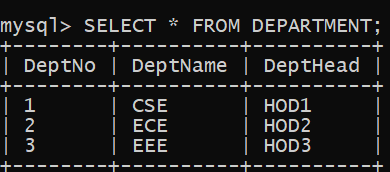 mysql> SELECT * FROM DEPARTMENT;
+--------+----------+----------+
| DeptNo | DeptName | DeptHead |
+--------+----------+----------+
| 1      | CSE      | HOD1     |
| 2      | ECE      | HOD2     |
| 3      | EEE      | HOD3     |
+--------+----------+----------+